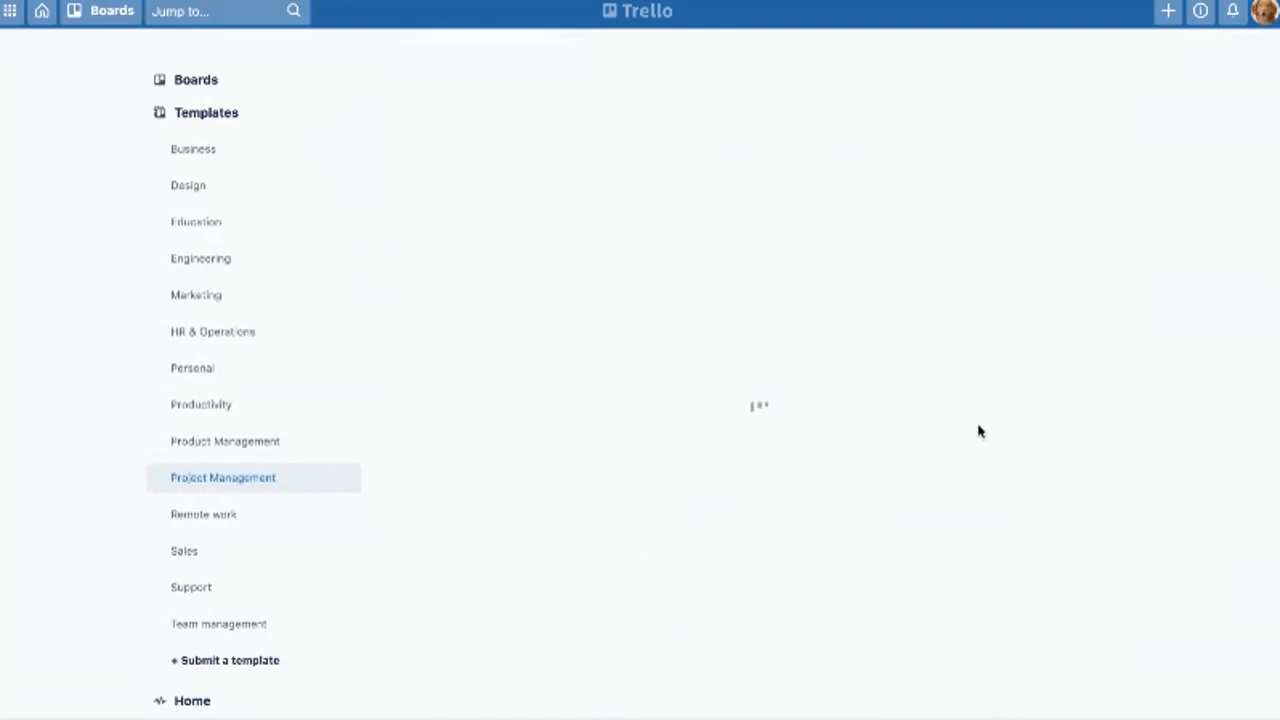 Boards
Jump to...
Trello
Boards
Templates
Business
Design
Education
Engineering
Marketing
HR & Operations
Personal
Productivity
Product Management
Project Management
Remote work
Sales
Support
Team management
+ Submit a template
Home